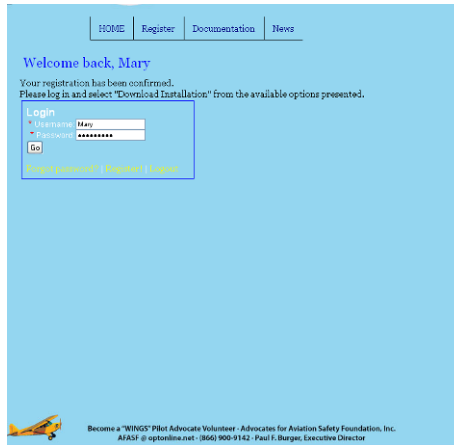 HOME Register Documentation News
Welcome back, Mary
Your registration has been confirmed.
Please log in and select "Download Installation" from the available options presented.
Login
* Username: Mary
* Password: •••••••••
Go
Forgot password? | Register! | Logout
Become a "WINGS" Pilot Advocate Volunteer - Advocates for Aviation Safety Foundation, Inc.
AFASF @ optonline.net - (866) 900-9142 - Paul F. Burger, Executive Director